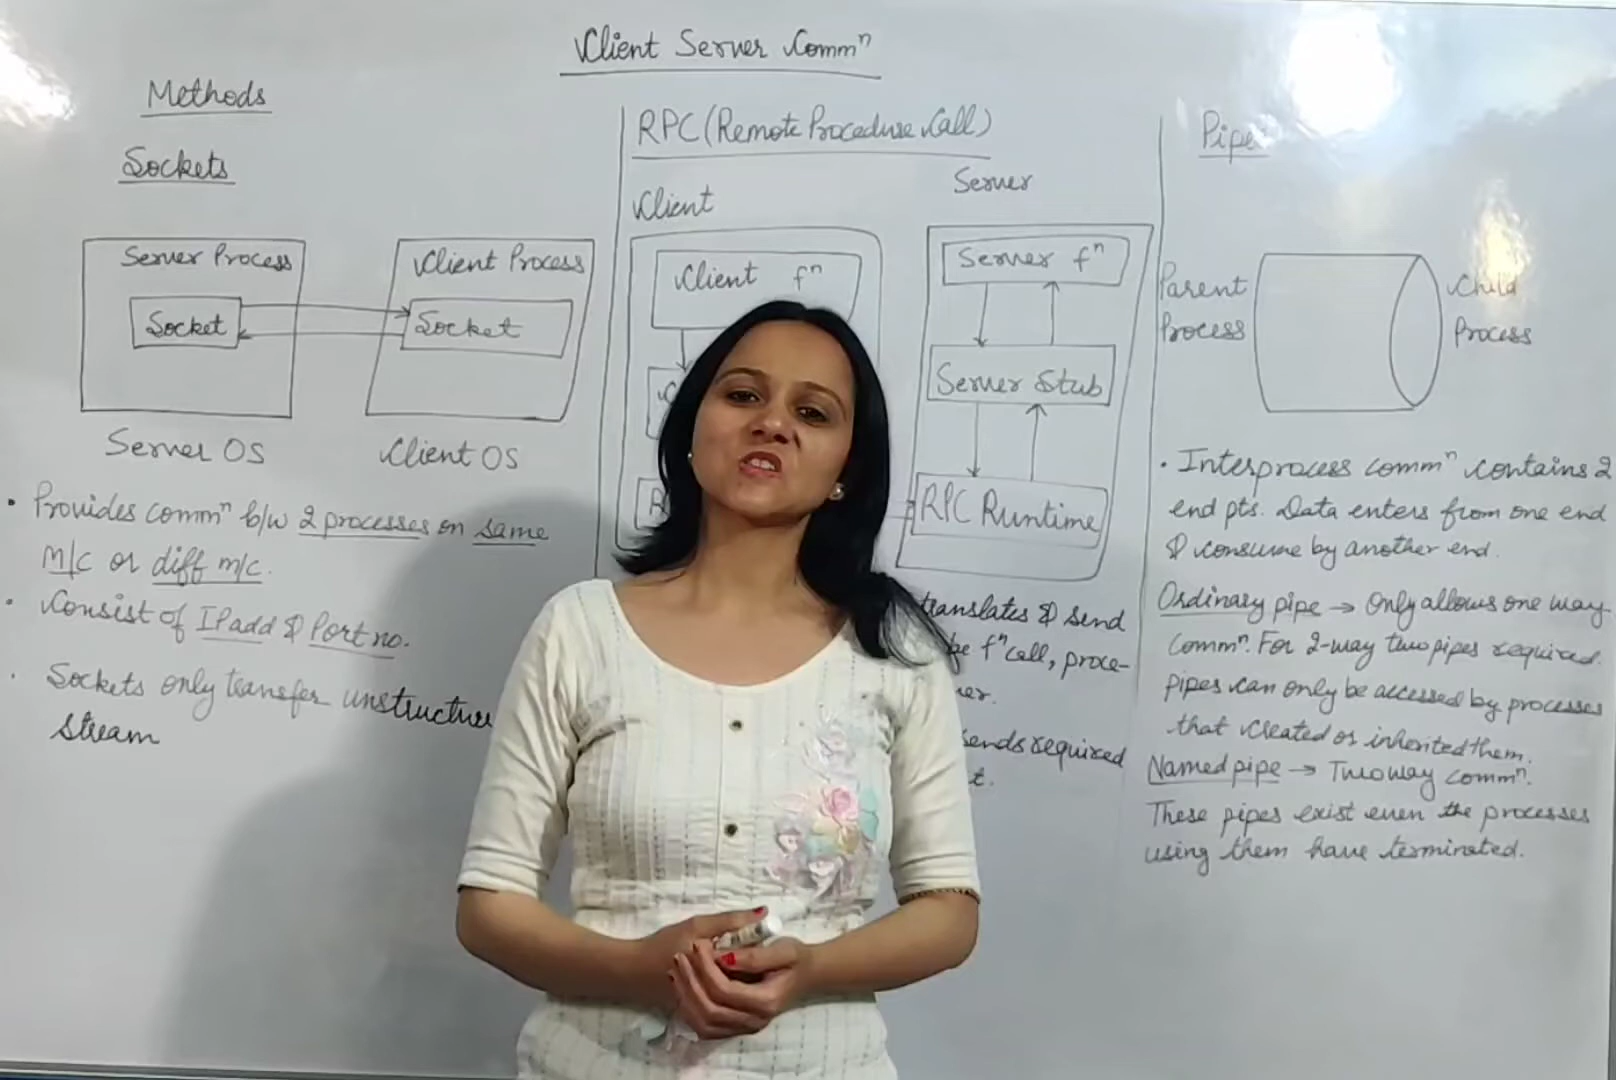 Client Server Commⁿ
Methods
Sockets
Server Process
Socket
Server OS
Client Process
Socket
Client OS
• Provides commⁿ b/w 2 processes on same
M/c or diff m/c.
• Consist of IP add & Port no.
• Sockets only transfer unstructure
stream
RPC (Remote Procedure Call)
Client
Client fⁿ
Server
Server fⁿ
Server Stub
RPC Runtime
translates & send
fⁿ call, proce-
sends required
Pipe
Parent
Process
Child
Process
• Interprocess commⁿ contains 2
end pts. Data enters from one end
& consume by another end.
Ordinary pipe → Only allows one way
commⁿ. For 2-way two pipes required.
pipes can only be accessed by processes
that created or inherited them.
Named pipe → Two way commⁿ.
These pipes exist even the processes
using them have terminated.